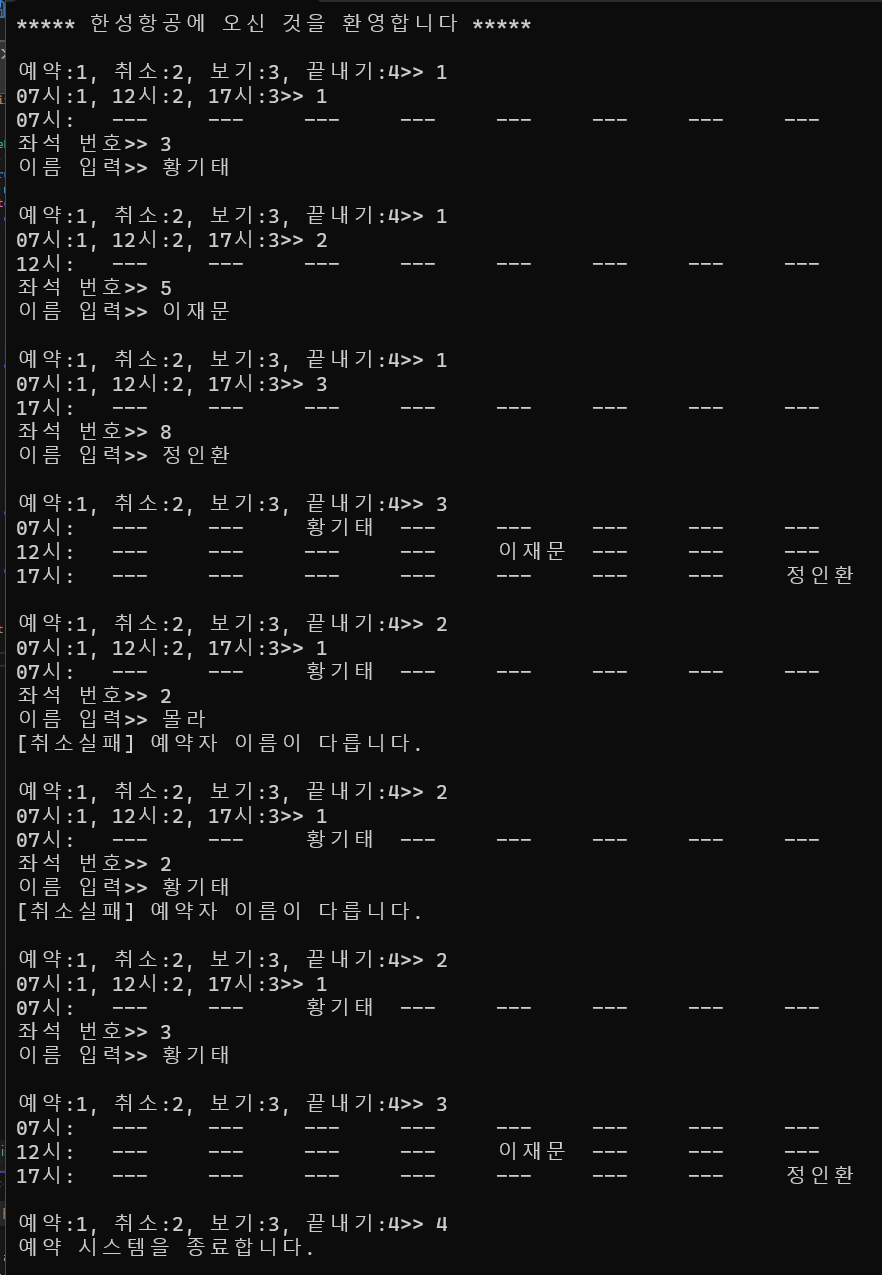 ***** 한성항공에 오신 것을 환영합니다 *****
예약:1, 취소:2, 보기:3, 끝내기:4>> 1
07시:1, 12시:2, 17시:3>> 1
07시: --- --- --- --- --- --- --- ---
좌석 번호>> 3
이름 입력>> 황기태
예약:1, 취소:2, 보기:3, 끝내기:4>> 1
07시:1, 12시:2, 17시:3>> 2
12시: --- --- --- --- --- --- --- ---
좌석 번호>> 5
이름 입력>> 이재문
예약:1, 취소:2, 보기:3, 끝내기:4>> 1
07시:1, 12시:2, 17시:3>> 3
17시: --- --- --- --- --- --- --- ---
좌석 번호>> 8
이름 입력>> 정인환
예약:1, 취소:2, 보기:3, 끝내기:4>> 3
07시: --- --- 황기태 --- --- --- --- ---
12시: --- --- --- --- 이재문 --- --- ---
17시: --- --- --- --- --- --- --- 정인환
예약:1, 취소:2, 보기:3, 끝내기:4>> 2
07시:1, 12시:2, 17시:3>> 1
07시: --- --- 황기태 --- --- --- --- ---
좌석 번호>> 2
이름 입력>> 몰라
[취소실패] 예약자 이름이 다릅니다.
예약:1, 취소:2, 보기:3, 끝내기:4>> 2
07시:1, 12시:2, 17시:3>> 1
07시: --- --- 황기태 --- --- --- --- ---
좌석 번호>> 2
이름 입력>> 황기태
[취소실패] 예약자 이름이 다릅니다.
예약:1, 취소:2, 보기:3, 끝내기:4>> 2
07시:1, 12시:2, 17시:3>> 1
07시: --- --- 황기태 --- --- --- --- ---
좌석 번호>> 3
이름 입력>> 황기태
예약:1, 취소:2, 보기:3, 끝내기:4>> 3
07시: --- --- --- --- --- --- --- ---
12시: --- --- --- --- 이재문 --- --- ---
17시: --- --- --- --- --- --- --- 정인환
예약:1, 취소:2, 보기:3, 끝내기:4>> 4
예약 시스템을 종료합니다.